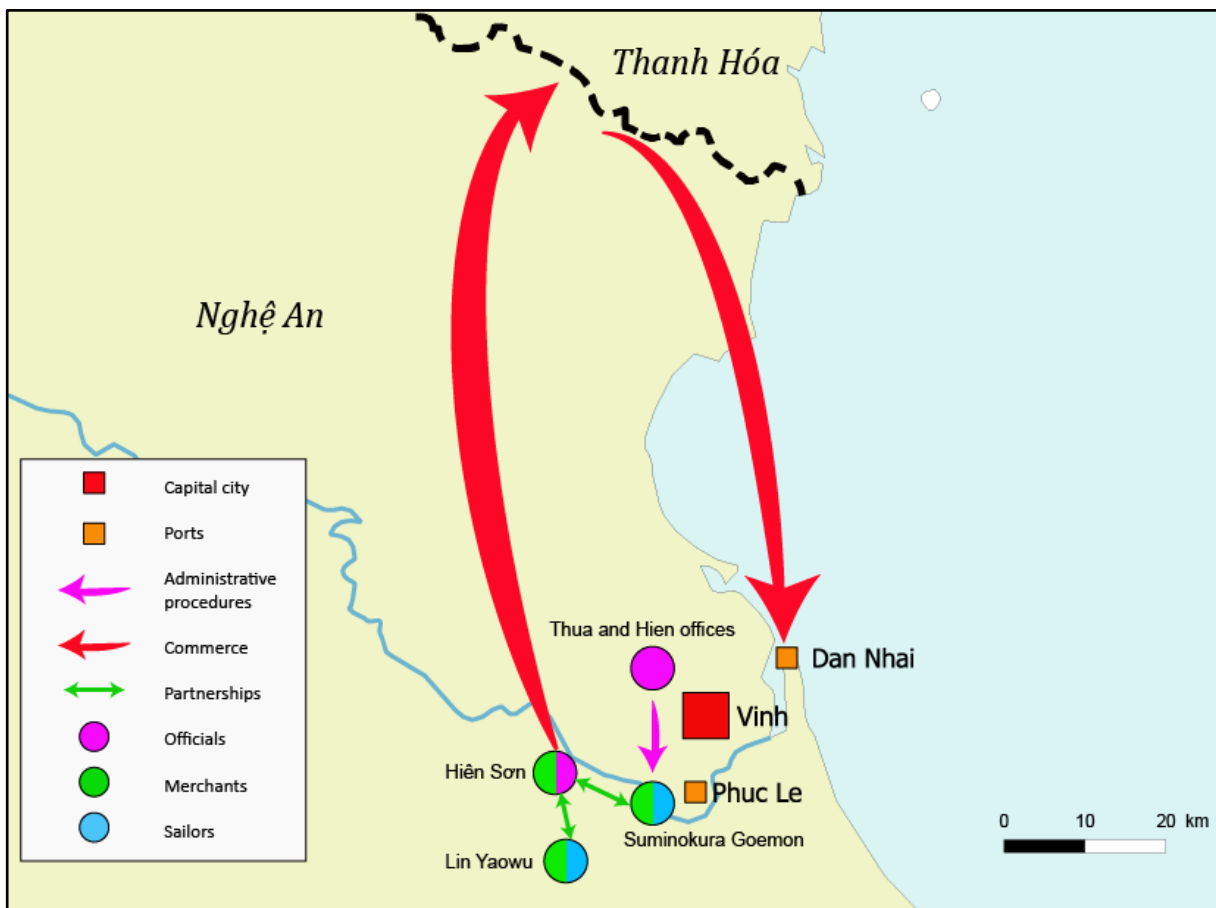 Thanh Hóa
Nghệ An
Capital city
Ports
Administrative
procedures
Commerce
Partnerships
Officials
Merchants
Sailors
Thua and Hien offices
Dan Nhai
Vinh
Hiên Sơn
Phuc Le
Suminokura Goemon
Lin Yaowu
0 10 20 km